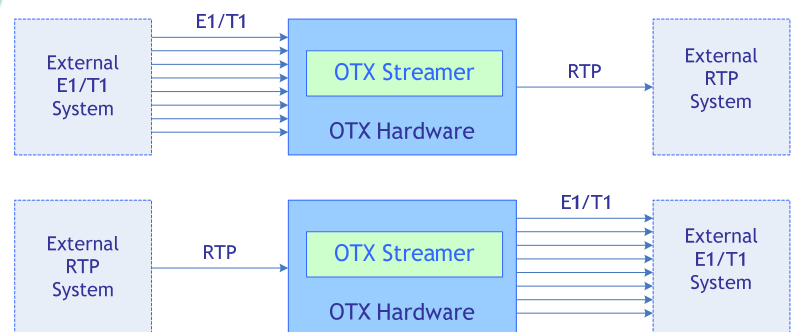 E1/T1
External
E1/T1
System
OTX Streamer
OTX Hardware
RTP
External
RTP
System
External
RTP
System
RTP
OTX Streamer
OTX Hardware
E1/T1
External
E1/T1
System